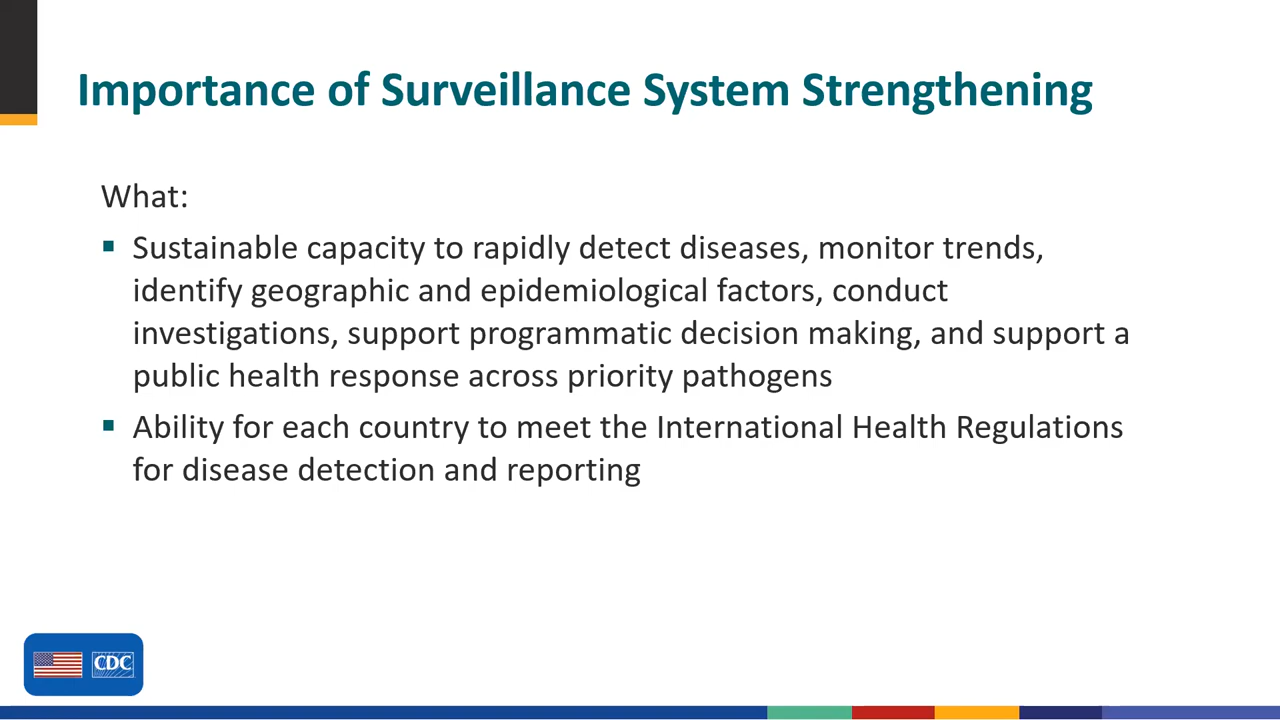 Importance of Surveillance System Strengthening
What:
▪ Sustainable capacity to rapidly detect diseases, monitor trends,
identify geographic and epidemiological factors, conduct
investigations, support programmatic decision making, and support a
public health response across priority pathogens
▪ Ability for each country to meet the International Health Regulations
for disease detection and reporting
CDC